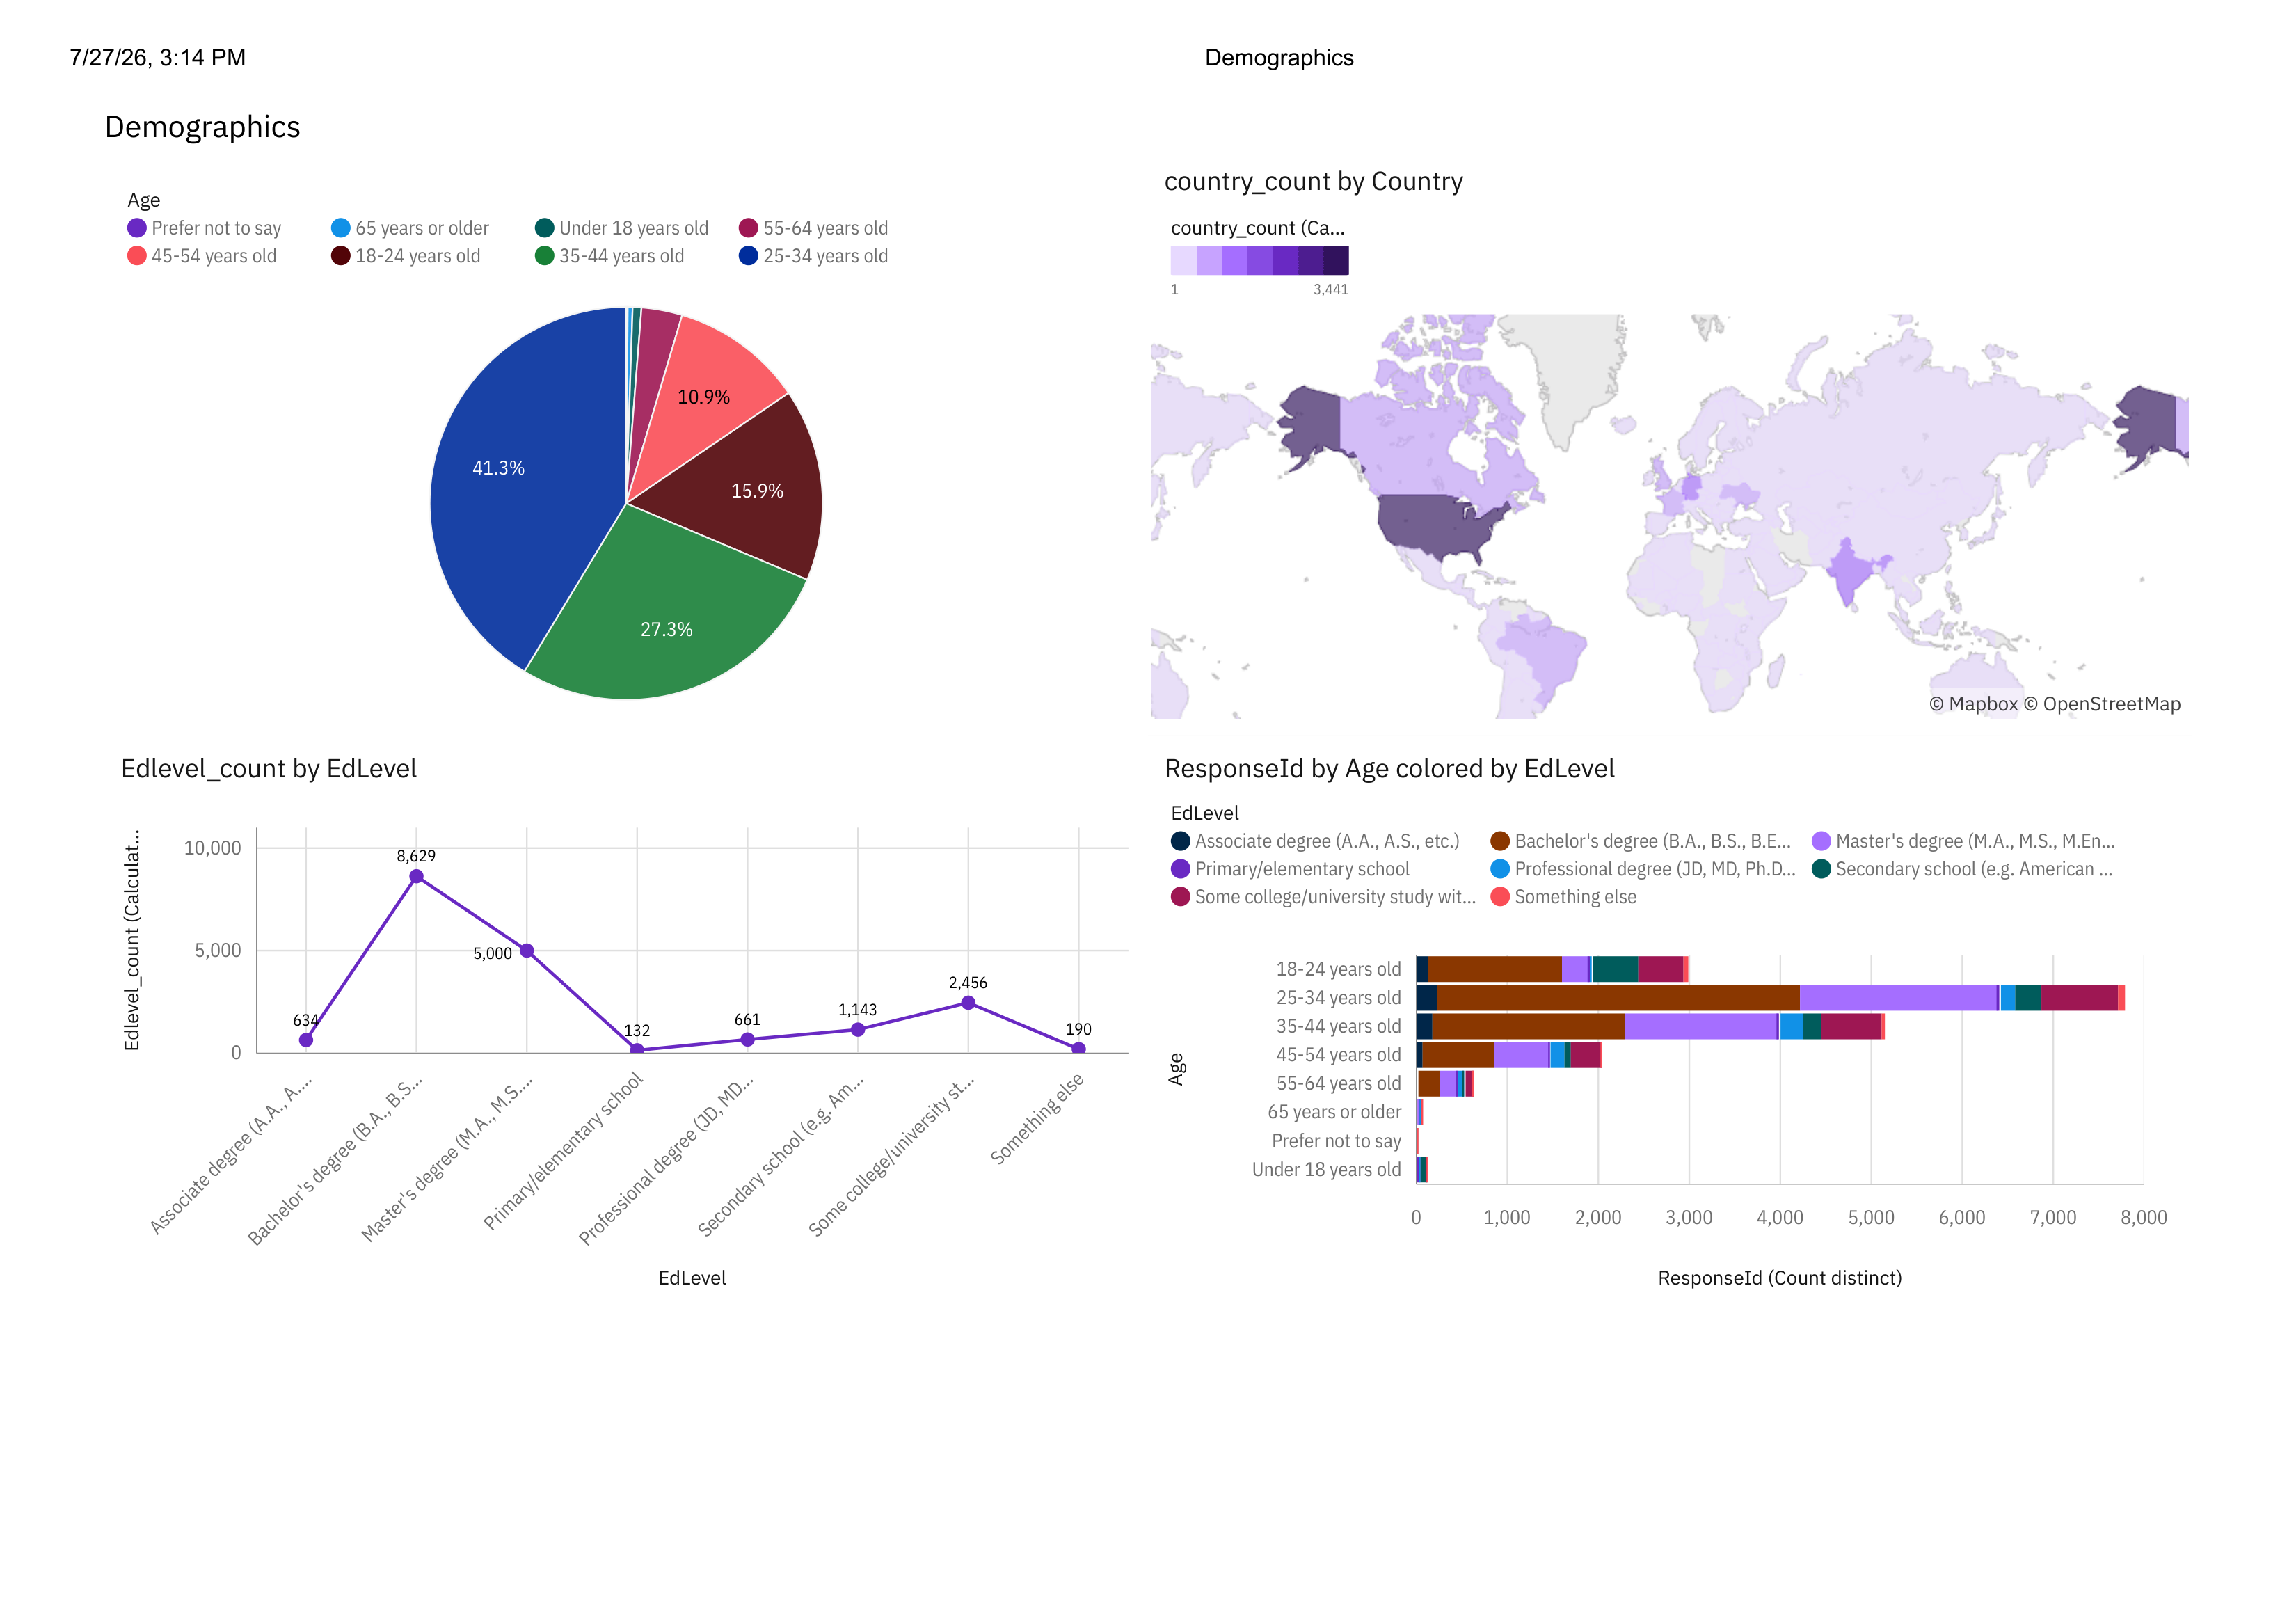 7/27/26, 3:14 PM
Demographics
Demographics
Age
Prefer not to say
65 years or older
Under 18 years old
55-64 years old
45-54 years old
18-24 years old
35-44 years old
25-34 years old
10.9%
41.3%
15.9%
27.3%
country_count by Country
country_count (Ca...
1
3,441
© Mapbox © OpenStreetMap
Edlevel_count by EdLevel
Edlevel_count (Calculat...
10,000
5,000
0
634
8,629
5,000
132
661
1,143
2,456
190
Associate degree (A.A., A....
Bachelor's degree (B.A., B.S...
Master's degree (M.A., M.S....
Primary/elementary school
Professional degree (JD, MD...
Secondary school (e.g. Am...
Some college/university st...
Something else
EdLevel
ResponseId by Age colored by EdLevel
EdLevel
Associate degree (A.A., A.S., etc.)
Bachelor's degree (B.A., B.S., B.E...
Master's degree (M.A., M.S., M.En...
Primary/elementary school
Professional degree (JD, MD, Ph.D...
Secondary school (e.g. American ...
Some college/university study wit...
Something else
Age
18-24 years old
25-34 years old
35-44 years old
45-54 years old
55-64 years old
65 years or older
Prefer not to say
Under 18 years old
0
1,000
2,000
3,000
4,000
5,000
6,000
7,000
8,000
ResponseId (Count distinct)